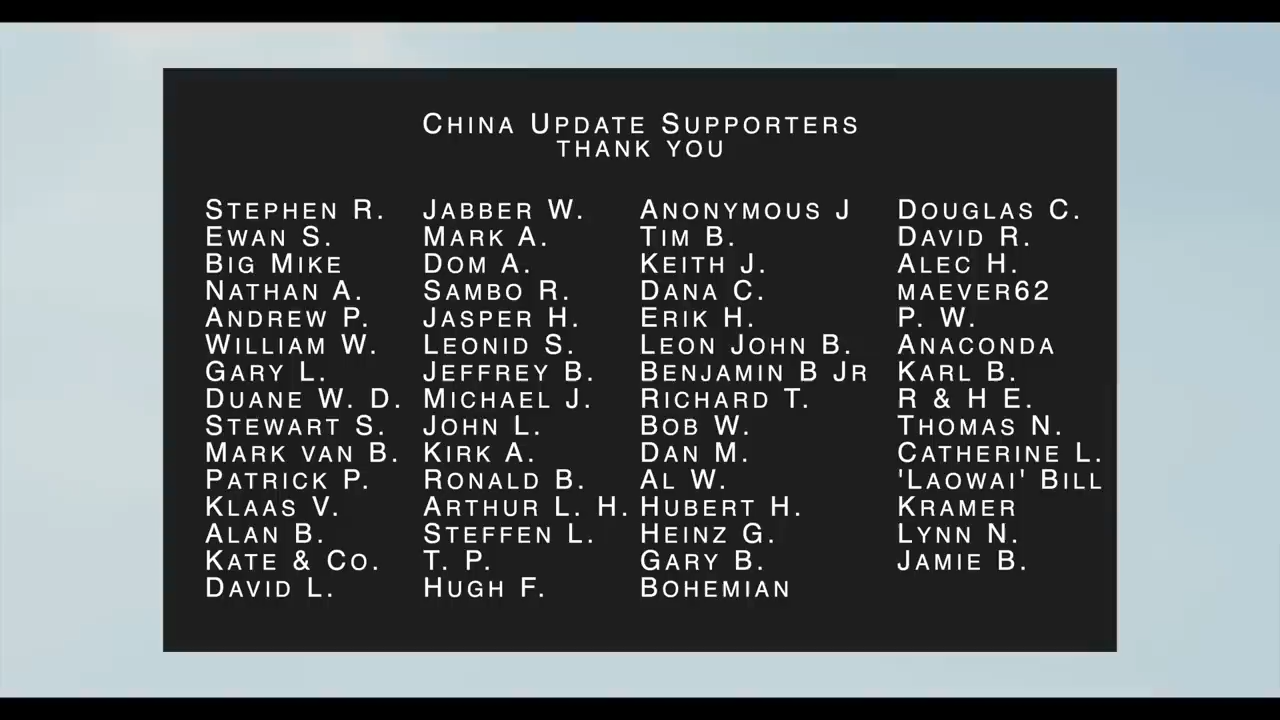 China Update Supporters
THANK YOU
Stephen R. Jabber W. Anonymous J Douglas C.
Ewan S. Mark A. Tim B. David R.
Big Mike Dom A. Keith J. Alec H.
Nathan A. Sambo R. Dana C. maever62
Andrew P. Jasper H. Erik H. P. W.
William W. Leonid S. Leon John B. Anaconda
Gary L. Jeffrey B. Benjamin B Jr Karl B.
Duane W. D. Michael J. Richard T. R & H E.
Stewart S. John L. Bob W. Thomas N.
Mark van B. Kirk A. Dan M. Catherine L.
Patrick P. Ronald B. Al W. 'Laowai' Bill
Klaas V. Arthur L. H. Hubert H. Kramer
Alan B. Steffen L. Heinz G. Lynn N.
Kate & Co. T. P. Gary B. Jamie B.
David L. Hugh F. Bohemian